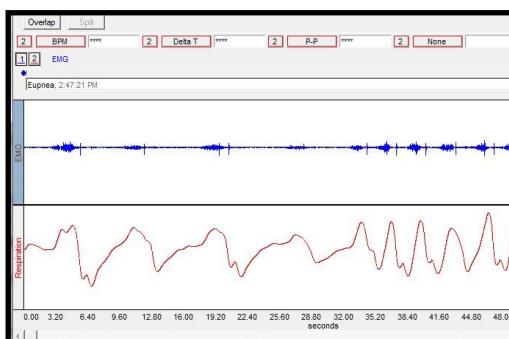 Overlap Split
2 BPM **** 2 Delta T **** 2 P-P **** 2 None
1 2 EMG
Eupnea, 2:47:21 PM
EMG
Respiration
0.00 3.20 6.40 9.60 12.80 16.00 19.20 22.40 25.60 28.80 32.00 35.20 38.40 41.60 44.80 48.0
seconds